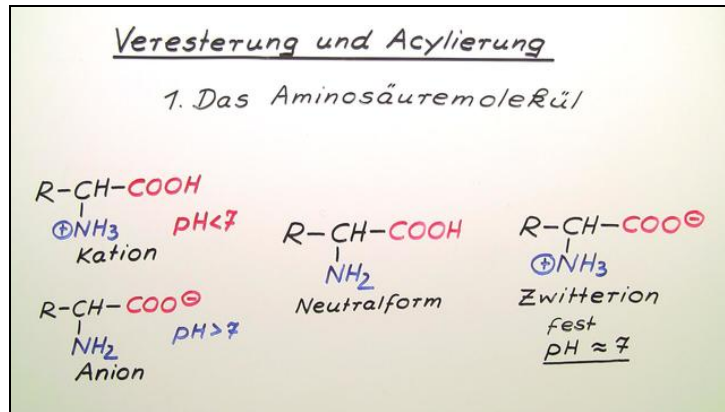 Veresterung und Acylierung
1. Das Aminosäuremolekül
R-CH-COOH
⊕NH3 pH<7
Kation
R-CH-COO⊖
NH2 pH>7
Anion
R-CH-COOH
NH2
Neutralform
R-CH-COO⊖
⊕NH3
Zwitterion
fest
pH ≈ 7